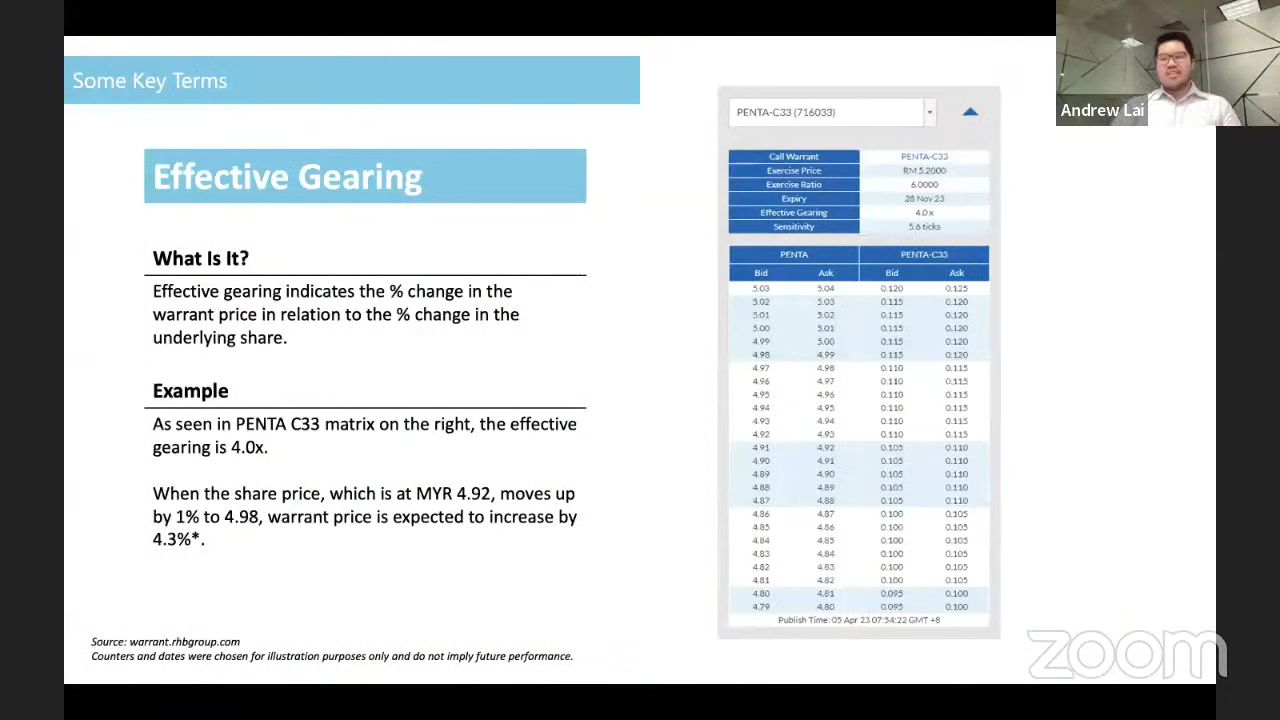 Some Key Terms
Effective Gearing
What Is It?
Effective gearing indicates the % change in the
warrant price in relation to the % change in the
underlying share.
Example
As seen in PENTA C33 matrix on the right, the effective
gearing is 4.0x.
When the share price, which is at MYR 4.92, moves up
by 1% to 4.98, warrant price is expected to increase by
4.3%*.
Source: warrant.rhbgroup.com
Counters and dates were chosen for illustration purposes only and do not imply future performance.
PENTA-C33 (716033)
Call Warrant PENTA-C33
Exercise Price RM 5.2000
Exercise Ratio 6.0000
Expiry 28 Nov 23
Effective Gearing 4.0 x
Sensitivity 5.6 ticks
PENTA PENTA-C33
Bid Ask Bid Ask
5.03 5.04 0.120 0.125
5.02 5.03 0.115 0.120
5.01 5.02 0.115 0.120
5.00 5.01 0.115 0.120
4.99 5.00 0.115 0.120
4.98 4.99 0.115 0.120
4.97 4.98 0.110 0.115
4.96 4.97 0.110 0.115
4.95 4.96 0.110 0.115
4.94 4.95 0.110 0.115
4.93 4.94 0.110 0.115
4.92 4.93 0.110 0.115
4.91 4.92 0.105 0.110
4.90 4.91 0.105 0.110
4.89 4.90 0.105 0.110
4.88 4.89 0.105 0.110
4.87 4.88 0.105 0.110
4.86 4.87 0.100 0.105
4.85 4.86 0.100 0.105
4.84 4.85 0.100 0.105
4.83 4.84 0.100 0.105
4.82 4.83 0.100 0.105
4.81 4.82 0.100 0.105
4.80 4.81 0.095 0.100
4.79 4.80 0.095 0.100
Publish Time: 05 Apr 23 07:54:22 GMT +8
Andrew Lai
zoom